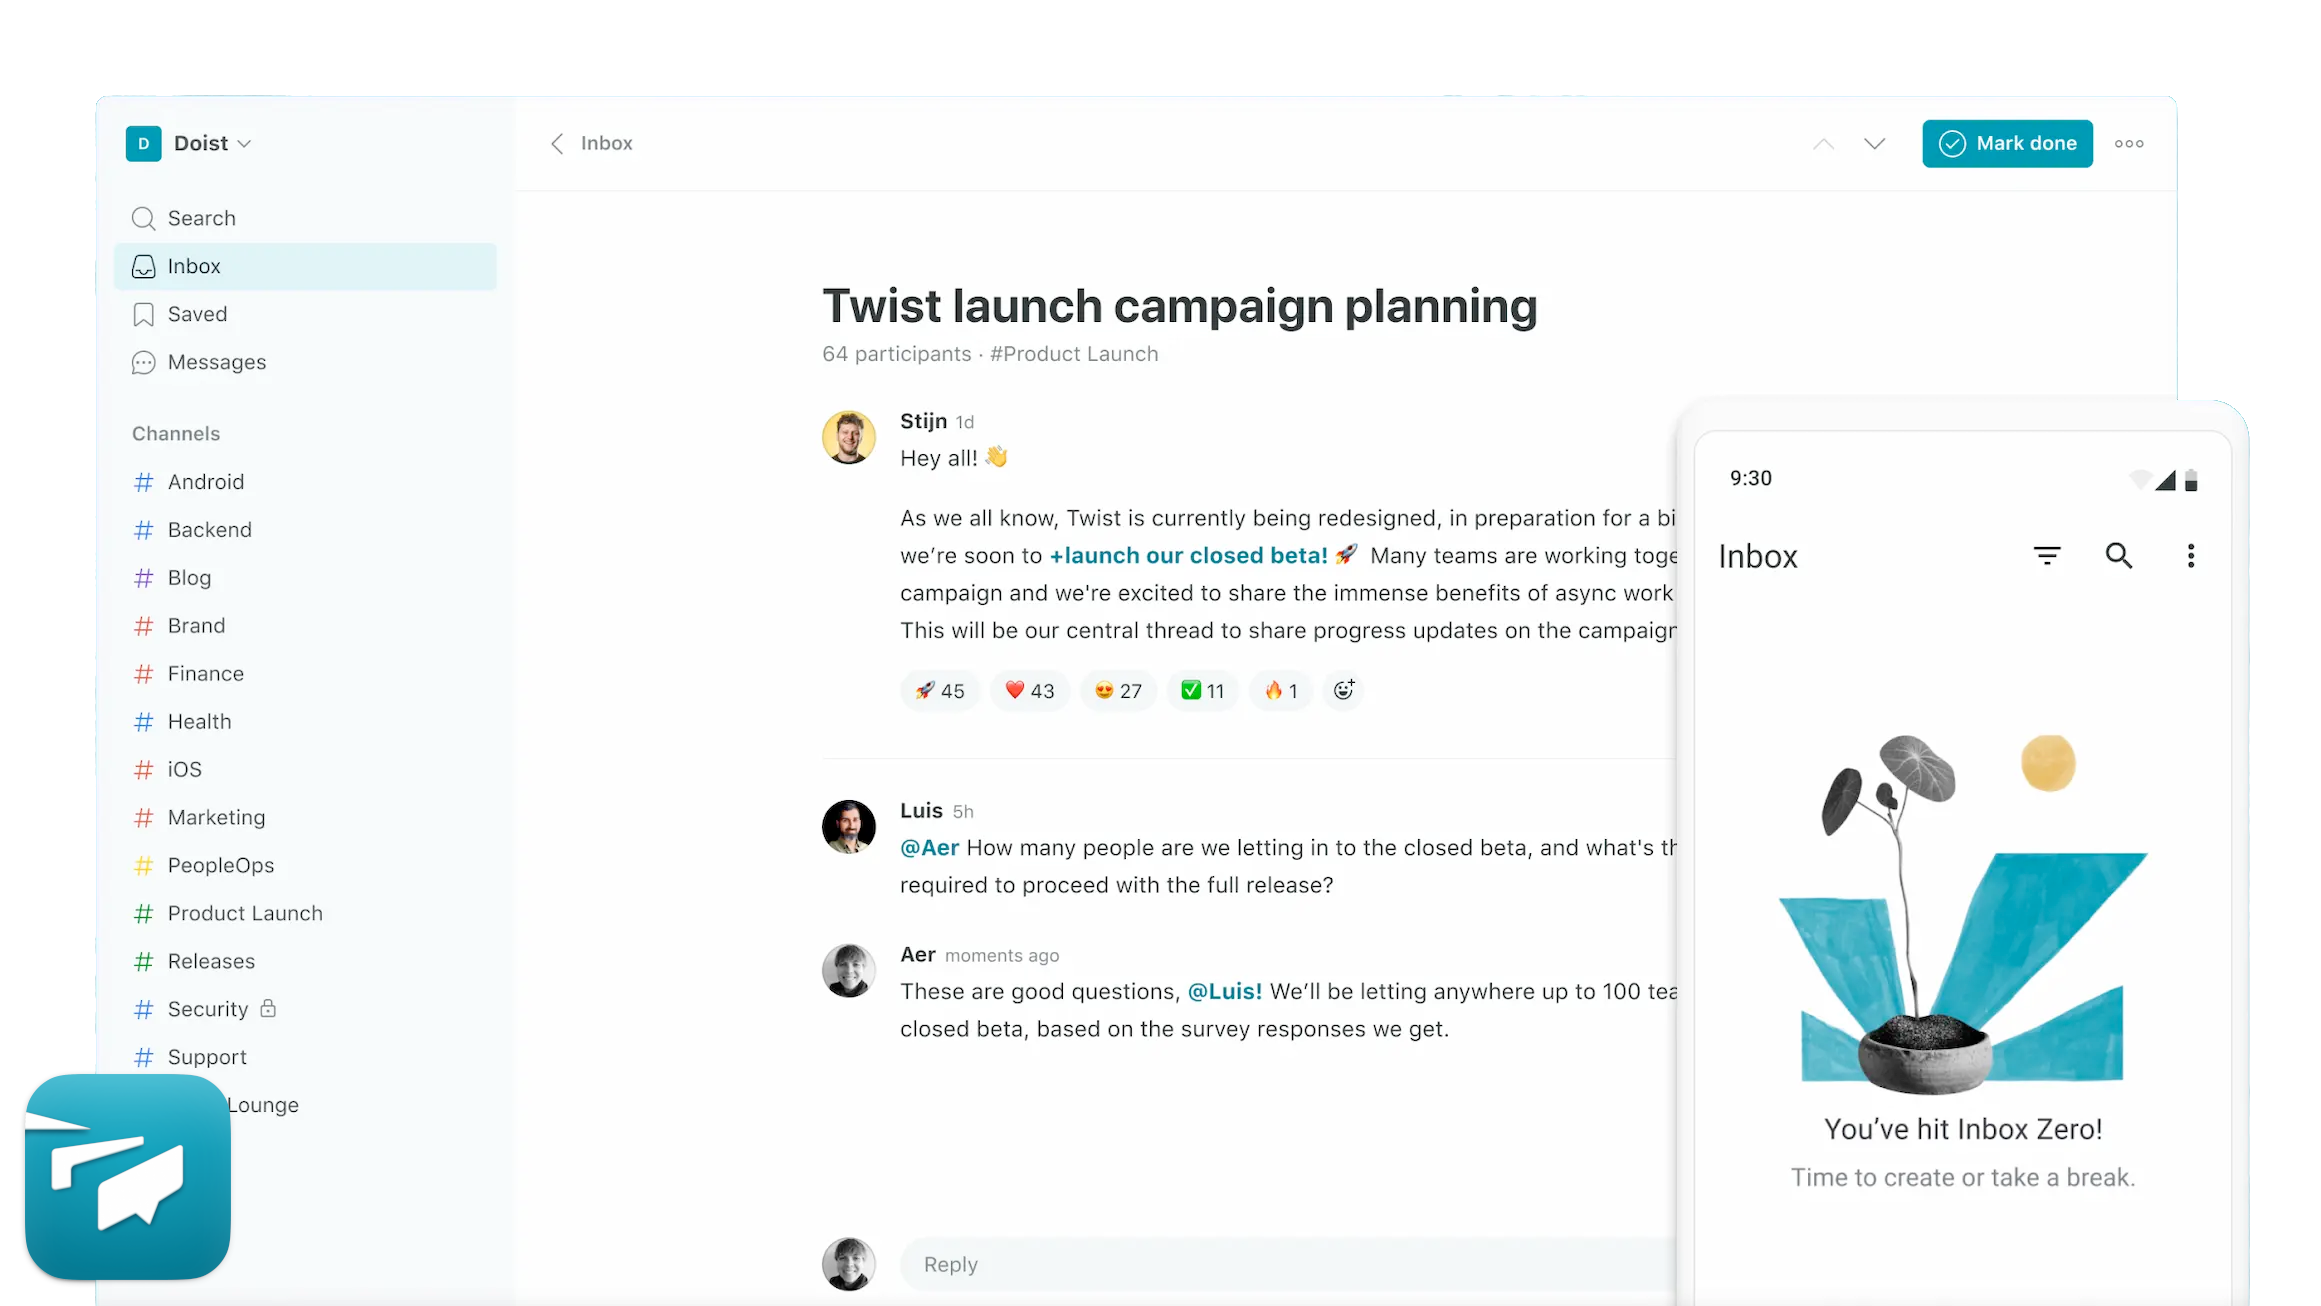 D Doist
Search
Inbox
Saved
Messages
Channels
# Android
# Backend
# Blog
# Brand
# Finance
# Health
# iOS
# Marketing
# PeopleOps
# Product Launch
# Releases
# Security
# Support
Lounge
Inbox
Mark done
Twist launch campaign planning
64 participants · #Product Launch
Stijn 1d
Hey all! 👋
As we all know, Twist is currently being redesigned, in preparation for a
we’re soon to +launch our closed beta! 🚀 Many teams are working
campaign and we're excited to share the immense benefits of async work
This will be our central thread to share progress updates on the campaign
🚀 45 ❤️ 43 😍 27 ✅ 11 🔥 1
Luis 5h
@Aer How many people are we letting in to the closed beta, and what's
required to proceed with the full release?
Aer moments ago
These are good questions, @Luis! We’ll be letting anywhere up to 100
closed beta, based on the survey responses we get.
Reply
9:30
Inbox
You’ve hit Inbox Zero!
Time to create or take a break.